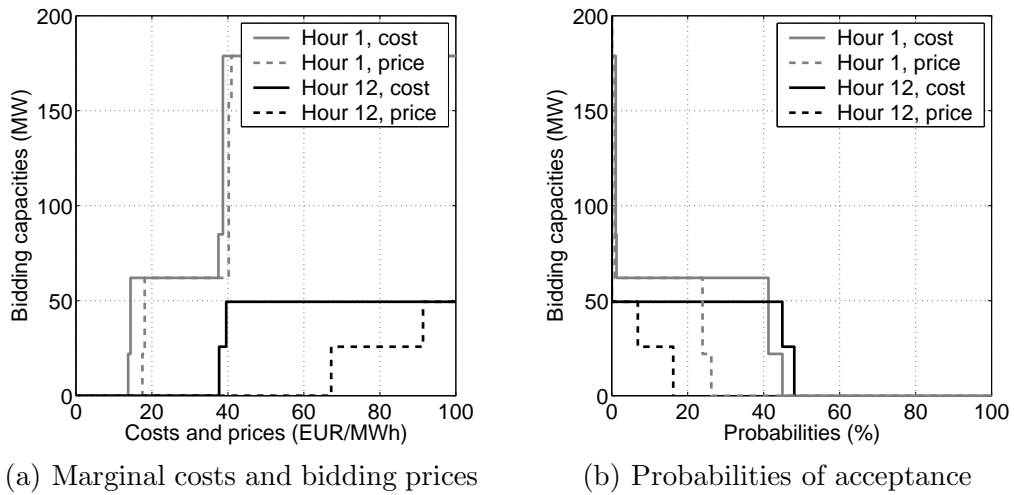 200
150
100
50
0
Bidding capacities (MW)
Hour 1, cost
Hour 1, price
Hour 12, cost
Hour 12, price
0 20 40 60 80 100
Costs and prices (EUR/MWh)
(a) Marginal costs and bidding prices
200
150
100
50
0
Bidding capacities (MW)
Hour 1, cost
Hour 1, price
Hour 12, cost
Hour 12, price
0 20 40 60 80 100
Probabilities (%)
(b) Probabilities of acceptance